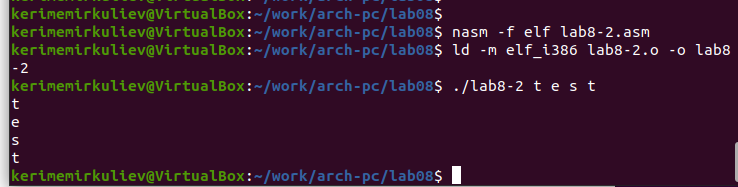 kerimemirkuliev@VirtualBox:~/work/arch-pc/lab08$
kerimemirkuliev@VirtualBox:~/work/arch-pc/lab08$ nasm -f elf lab8-2.asm
kerimemirkuliev@VirtualBox:~/work/arch-pc/lab08$ ld -m elf_i386 lab8-2.o -o lab8
-2
kerimemirkuliev@VirtualBox:~/work/arch-pc/lab08$ ./lab8-2 t e s t
t
e
s
t
kerimemirkuliev@VirtualBox:~/work/arch-pc/lab08$